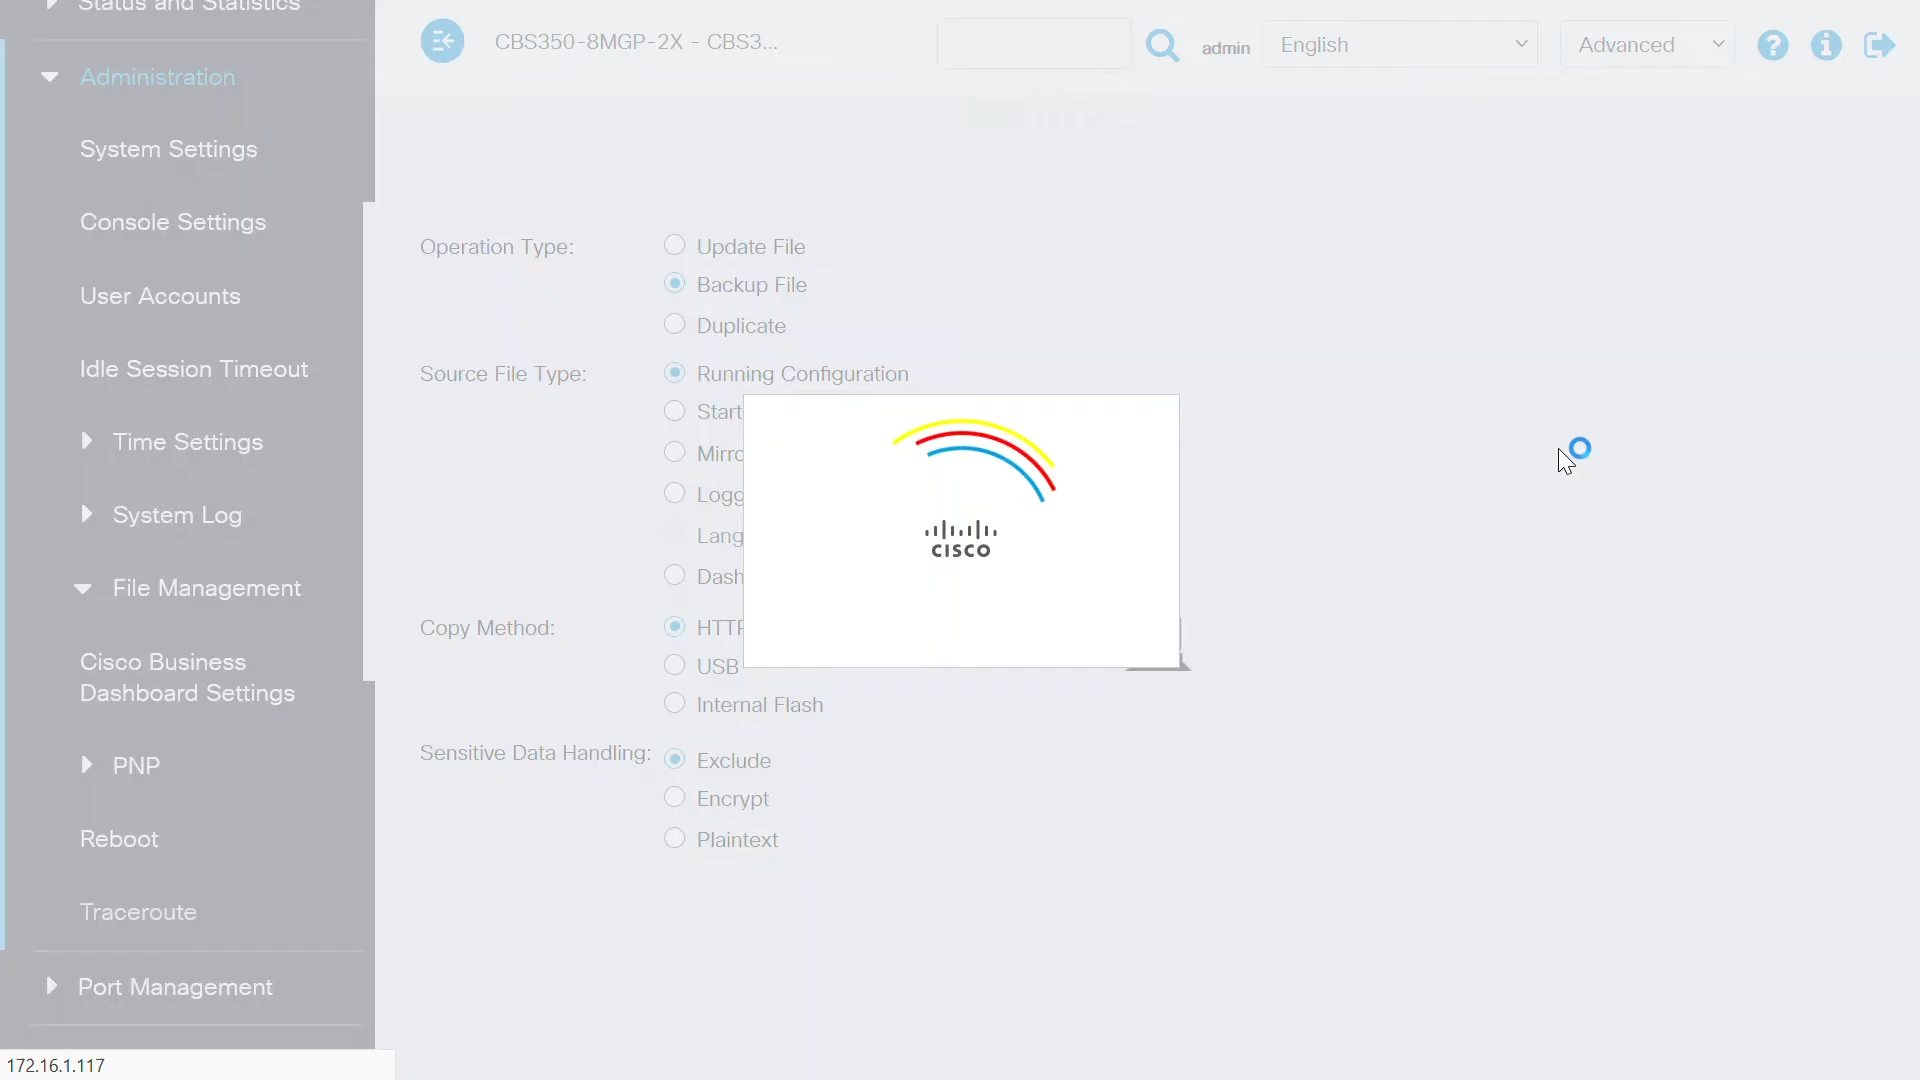 Status and Statistics
Administration
System Settings
Console Settings
User Accounts
Idle Session Timeout
Time Settings
System Log
File Management
Cisco Business
Dashboard Settings
PNP
Reboot
Traceroute
Port Management
172.16.1.117
CBS350-8MGP-2X - CBS3...
admin
English
Advanced
Operation Type:
Update File
Backup File
Duplicate
Source File Type:
Running Configuration
Start
Mirro
Logg
Lang
Dash
Copy Method:
HTTP
USB
Internal Flash
Sensitive Data Handling:
Exclude
Encrypt
Plaintext
CISCO